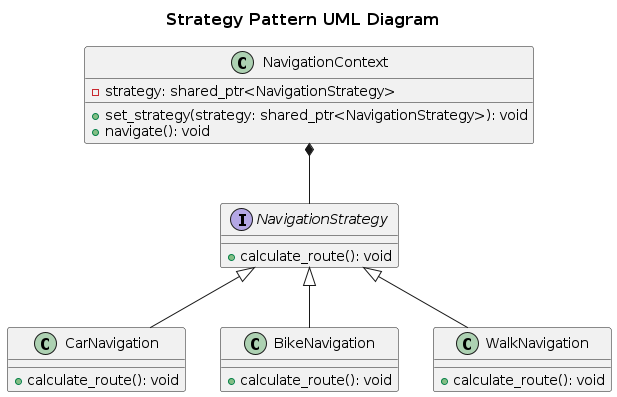 Strategy Pattern UML Diagram
C NavigationContext
strategy: shared_ptr<NavigationStrategy>
set_strategy(strategy: shared_ptr<NavigationStrategy>): void
navigate(): void
I NavigationStrategy
calculate_route(): void
C CarNavigation
calculate_route(): void
C BikeNavigation
calculate_route(): void
C WalkNavigation
calculate_route(): void